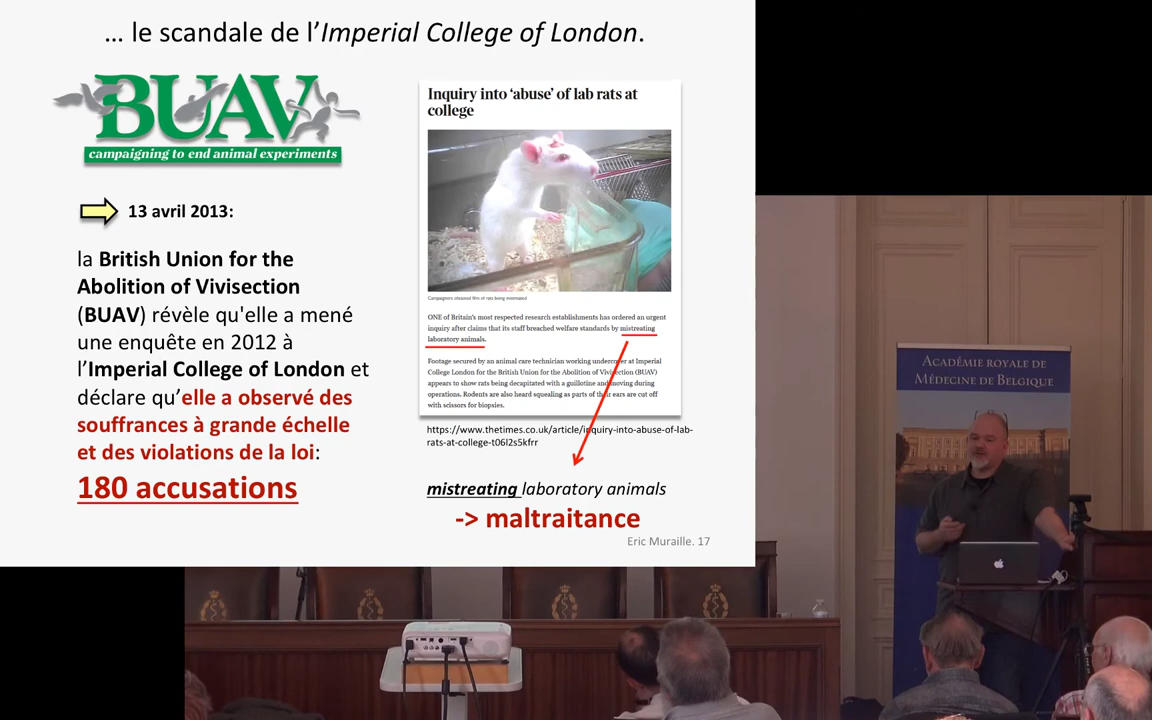 … le scandale de l’Imperial College of London.
BUAV
campaigning to end animal experiments
13 avril 2013:
la British Union for the
Abolition of Vivisection
(BUAV) révèle qu'elle a mené
une enquête en 2012 à
l’Imperial College of London et
déclare qu’elle a observé des
souffrances à grande échelle
et des violations de la loi:
180 accusations
Inquiry into ‘abuse’ of lab rats at
college
Campaigners obtained film of rats being mistreated
ONE of Britain's most respected research establishments has ordered an urgent
inquiry after claims that its staff breached welfare standards by mistreating
laboratory animals.
Footage secured by an animal care technician working undercover at Imperial
College London for the British Union for the Abolition of Vivisection (BUAV)
appears to show rats being decapitated with a guillotine and moving during
operations. Rodents are also heard squealing as parts of their ears are cut off
with scissors for biopsies.
https://www.thetimes.co.uk/article/inquiry-into-abuse-of-lab-
rats-at-college-t06l2s5kfrr
mistreating laboratory animals
-> maltraitance
Eric Muraille. 17
Académie royale de
Médecine de Belgique